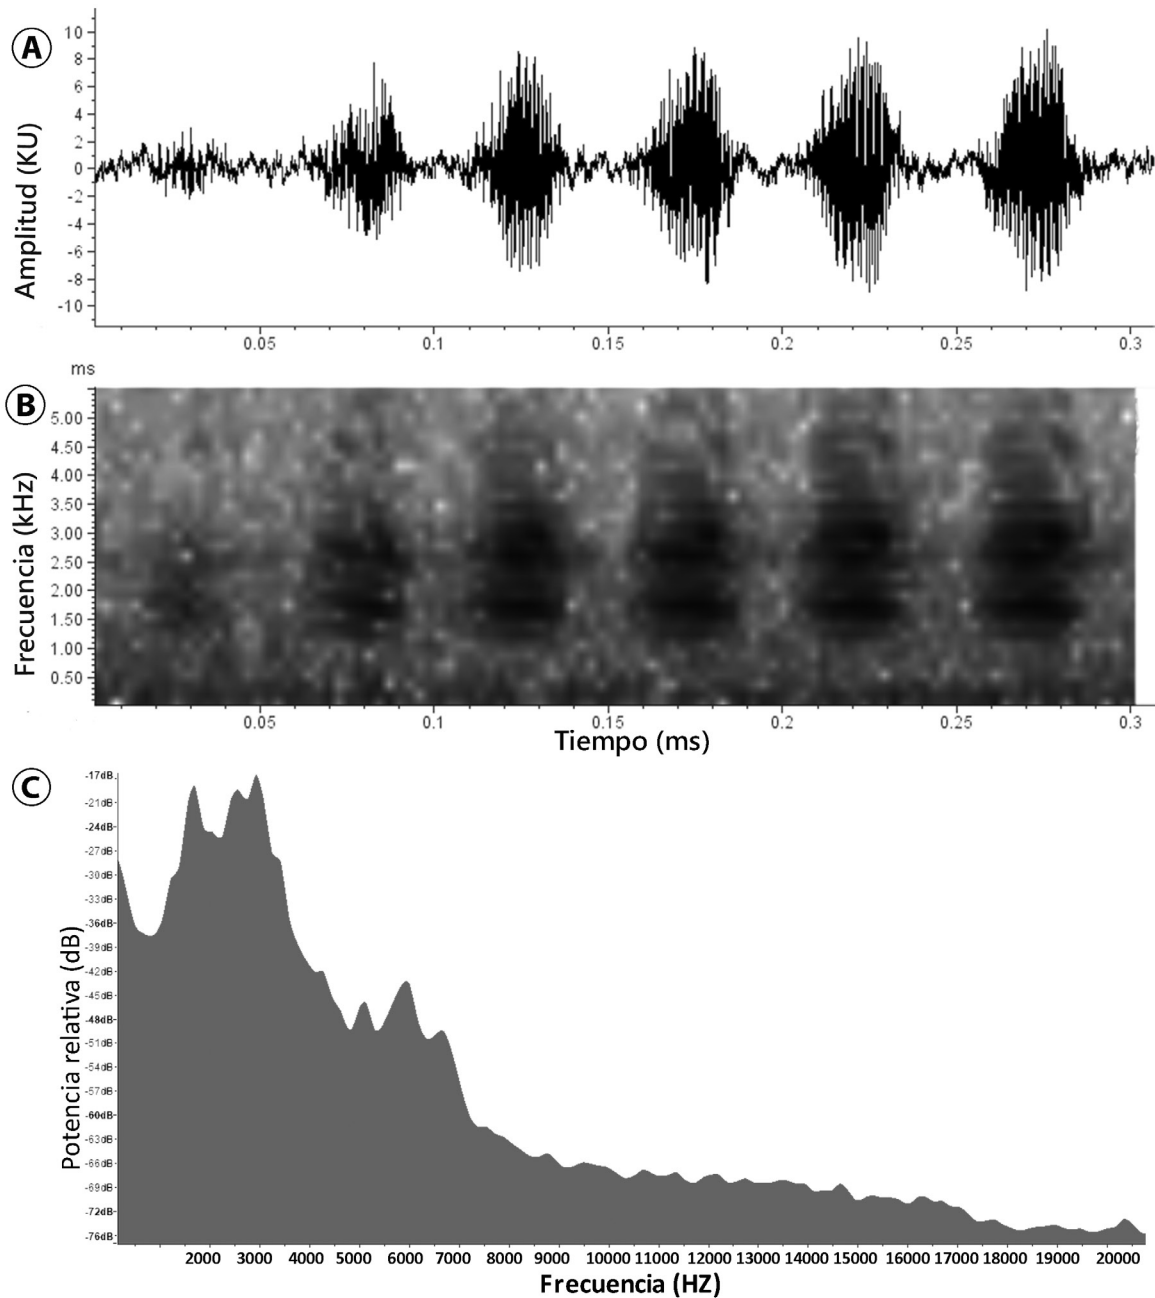 A
Amplitud (KU)
10
8
6
4
2
0
-2
-4
-6
-8
-10
0.05
0.1
0.15
0.2
0.25
0.3
ms
B
Frecuencia (kHz)
5.00
4.50
4.00
3.50
3.00
2.50
2.00
1.50
1.00
0.50
0.05
0.1
0.15
0.2
0.25
0.3
Tiempo (ms)
C
Potencia relativa (dB)
-17dB
-21dB
-24dB
-27dB
-30dB
-33dB
-36dB
-39dB
-42dB
-45dB
-48dB
-51dB
-54dB
-57dB
-60dB
-63dB
-66dB
-69dB
-72dB
-76dB
2000 3000 4000 5000 6000 7000 8000 9000 10000 11000 12000 13000 14000 15000 16000 17000 18000 19000 20000
Frecuencia (HZ)